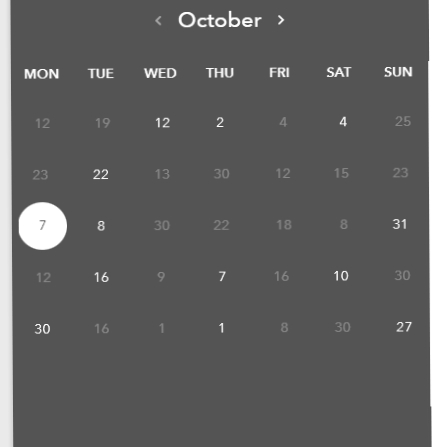 ‹ October ›
MON TUE WED THU FRI SAT SUN
12 19 12 2 4 4 25
23 22 13 30 12 15 23
7 8 30 22 18 8 31
12 16 9 7 16 10 30
30 16 1 1 8 30 27